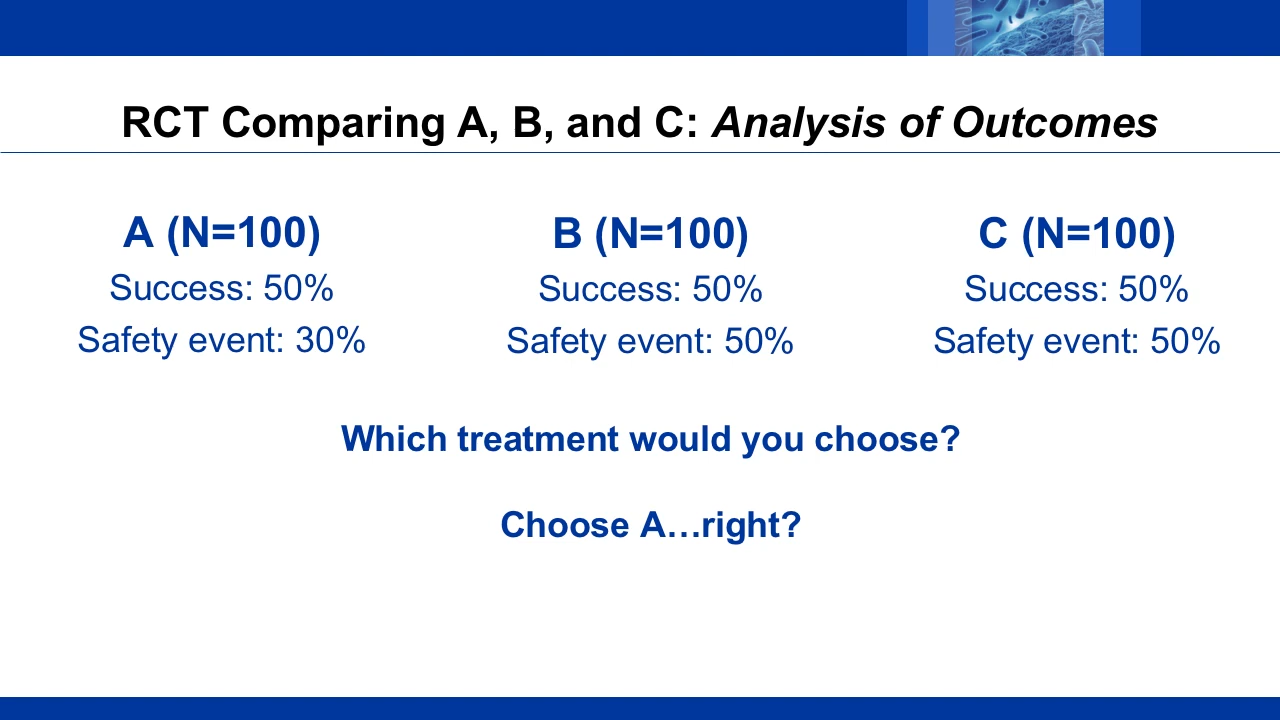 RCT Comparing A, B, and C: Analysis of Outcomes
A (N=100)
Success: 50%
Safety event: 30%
B (N=100)
Success: 50%
Safety event: 50%
C (N=100)
Success: 50%
Safety event: 50%
Which treatment would you choose?
Choose A…right?